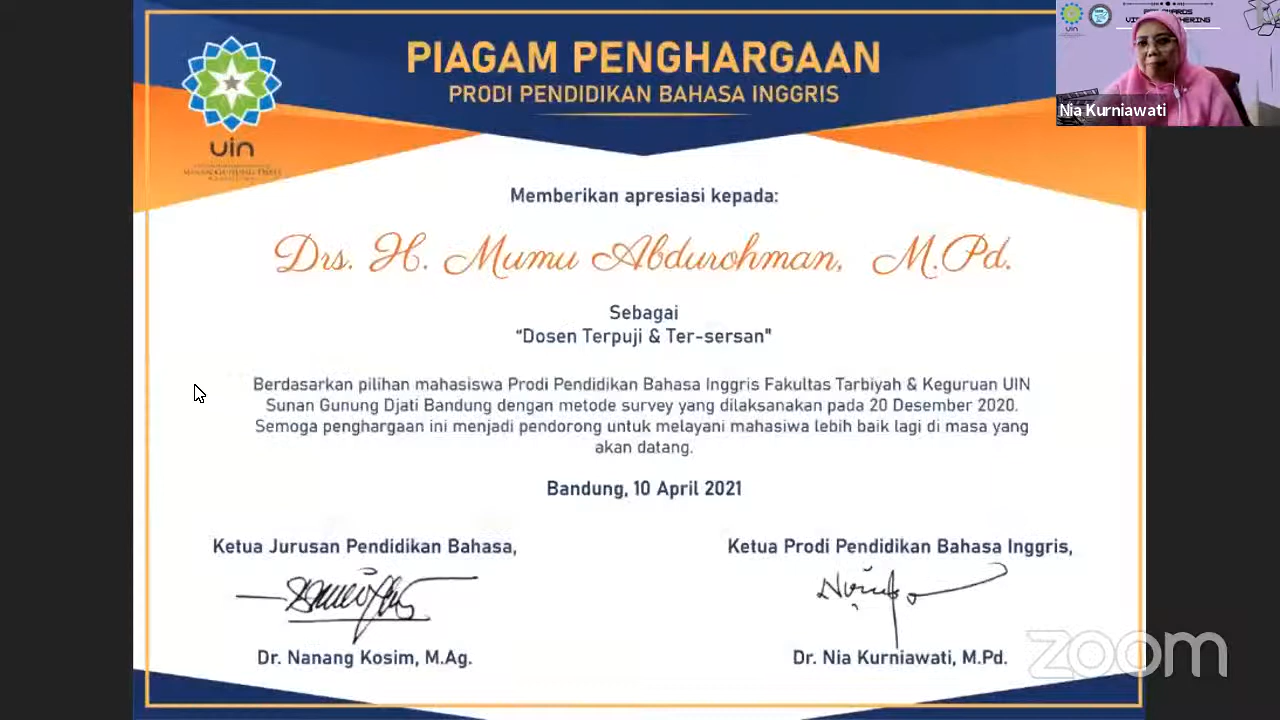 PIAGAM PENGHARGAAN
PRODI PENDIDIKAN BAHASA INGGRIS
uin
SUNAN GUNUNG DJATI
Nia Kurniawati
Memberikan apresiasi kepada:
Drs. H. Mumu Abdurohman, M.Pd.
Sebagai
“Dosen Terpuji & Ter-sersan"
Berdasarkan pilihan mahasiswa Prodi Pendidikan Bahasa Inggris Fakultas Tarbiyah & Keguruan UIN
Sunan Gunung Djati Bandung dengan metode survey yang dilaksanakan pada 20 Desember 2020.
Semoga penghargaan ini menjadi pendorong untuk melayani mahasiwa lebih baik lagi di masa yang
akan datang.
Bandung, 10 April 2021
Ketua Jurusan Pendidikan Bahasa,
Ketua Prodi Pendidikan Bahasa Inggris,
Dr. Nanang Kosim, M.Ag.
Dr. Nia Kurniawati, M.Pd.
zoom